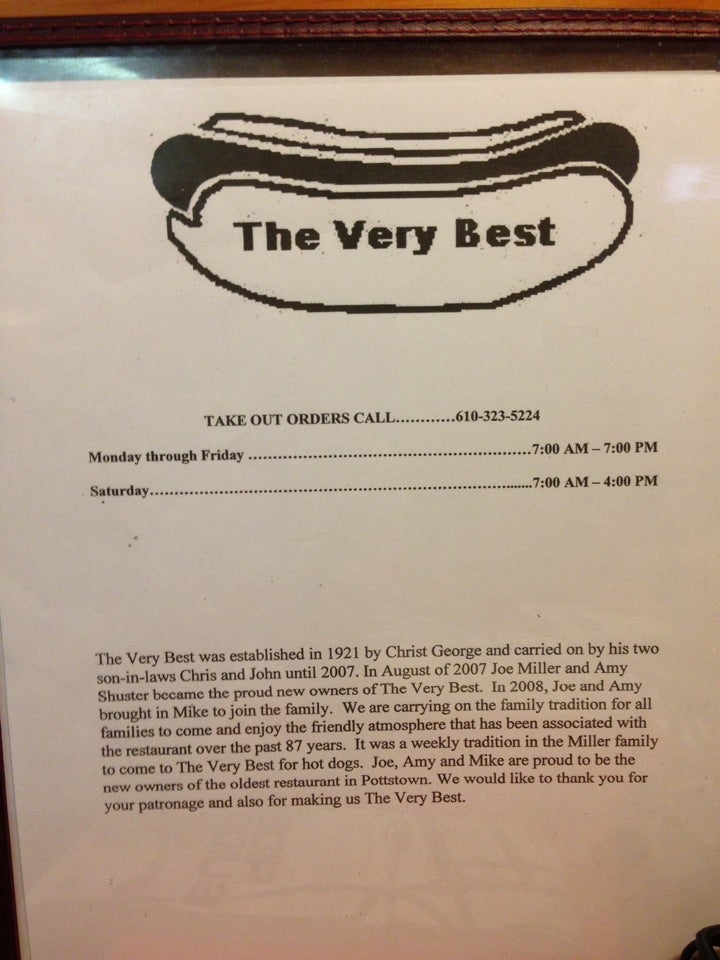 The Very Best
TAKE OUT ORDERS CALL............610-323-5224
Monday through Friday ......................................................7:00 AM – 7:00 PM
Saturday........................................................................7:00 AM – 4:00 PM
The Very Best was established in 1921 by Christ George and carried on by his two
son-in-laws Chris and John until 2007. In August of 2007 Joe Miller and Amy
Shuster became the proud new owners of The Very Best. In 2008, Joe and Amy
brought in Mike to join the family. We are carrying on the family tradition for all
families to come and enjoy the friendly atmosphere that has been associated with
the restaurant over the past 87 years. It was a weekly tradition in the Miller family
to come to The Very Best for hot dogs. Joe, Amy and Mike are proud to be the
new owners of the oldest restaurant in Pottstown. We would like to thank you for
your patronage and also for making us The Very Best.